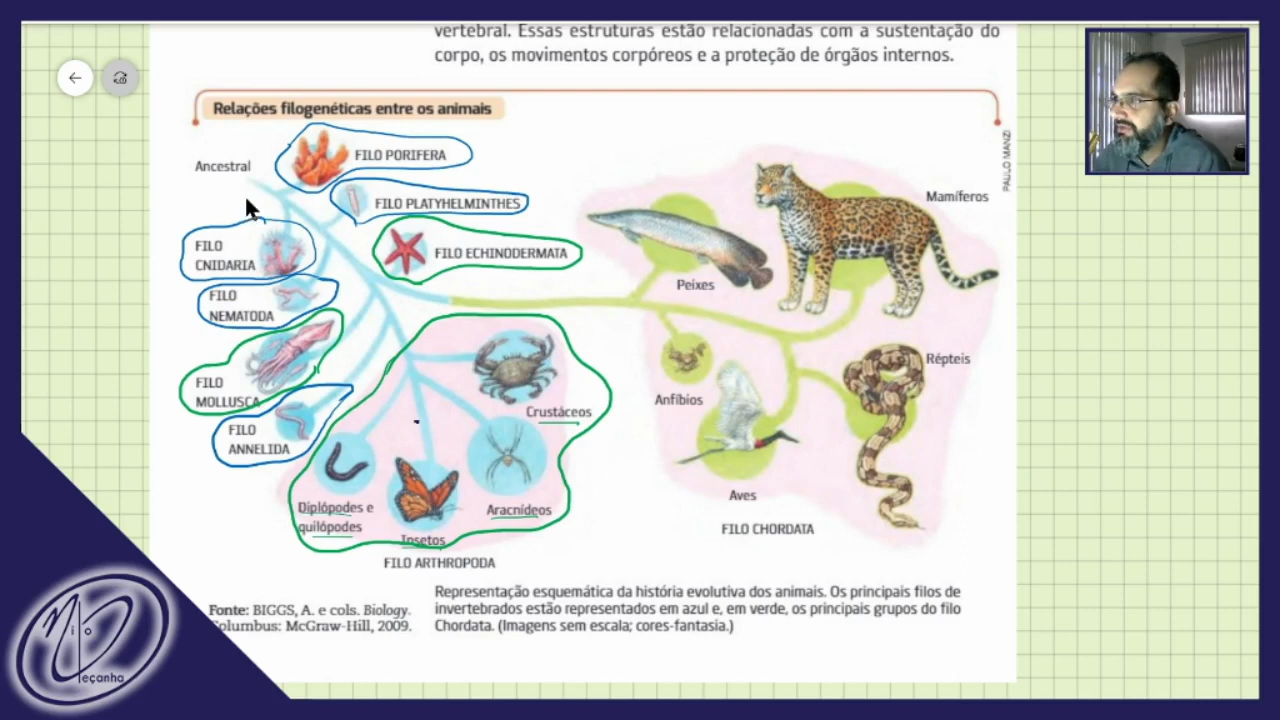 vertebral. Essas estruturas estão relacionadas com a sustentação do
corpo, os movimentos corpóreos e a proteção de órgãos internos.
Relações filogenéticas entre os animais
PAULO MANZI
Ancestral
FILO PORIFERA
FILO PLATYHELMINTHES
FILO
CNIDARIA
FILO ECHINODERMATA
FILO
NEMATODA
FILO
MOLLUSCA
FILO
ANNELIDA
Crustáceos
Diplópodes e
quilópodes
Insetos
Aracnídeos
FILO ARTHROPODA
Peixes
Mamíferos
Anfíbios
Répteis
Aves
FILO CHORDATA
Representação esquemática da história evolutiva dos animais. Os principais filos de
invertebrados estão representados em azul e, em verde, os principais grupos do filo
Chordata. (Imagens sem escala; cores-fantasia.)
Fonte: BIGGS, A. e cols. Biology.
Columbus: McGraw-Hill, 2009.
eçanha